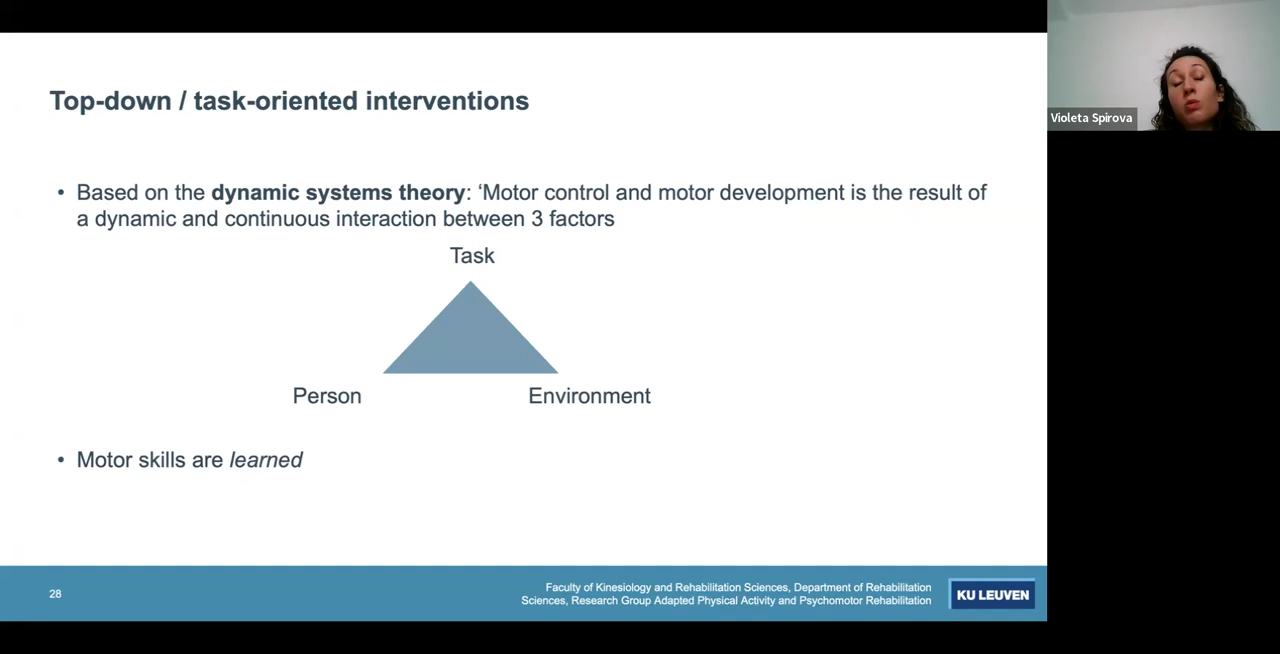 Top-down / task-oriented interventions
Violeta Spirova
• Based on the dynamic systems theory: ‘Motor control and motor development is the result of
a dynamic and continuous interaction between 3 factors
Task
Person
Environment
• Motor skills are learned
28
Faculty of Kinesiology and Rehabilitation Sciences, Department of Rehabilitation
Sciences, Research Group Adapted Physical Activity and Psychomotor Rehabilitation
KU LEUVEN